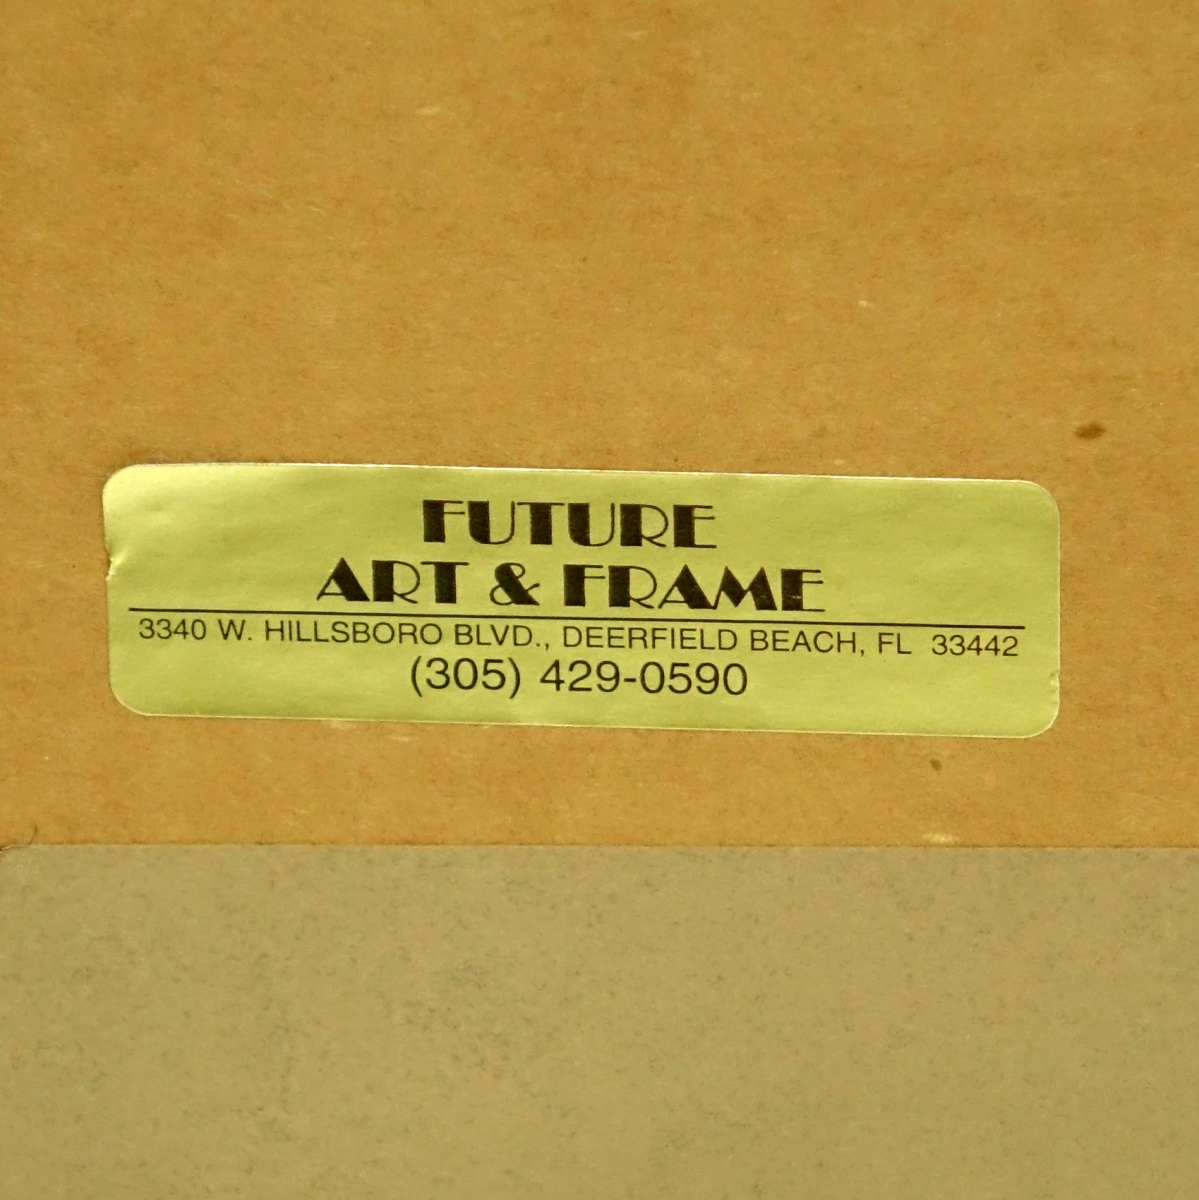 FUTURE
ART & FRAME
3340 W. HILLSBORO BLVD., DEERFIELD BEACH, FL 33442
(305) 429-0590